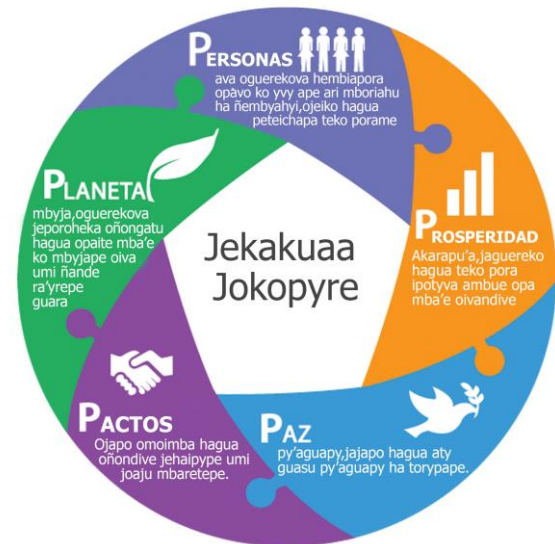 PERSONAS
ava oguerekova hembiapora
opàvo ko yvy ape ari mboriahu
ha ñembyahyi,ojeiko hagua
peteichapa teko porame
PROSPERIDAD
Akarapu'a,jaguereko
hagua teko pora
ipotyva ambue opa
mba'e oivandive
PAZ
py'aguapy,jajapo hagua aty
guasu py'aguapy ha torypape.
PACTOS
Ojapo omoimba hagua
oñondive jehaipype umi
joaju mbaretepe.
PLANETA
mbyja,oguerekova
jeporoheka oñongatu
hagua opaite mba'e
ko mbyjape oiva
umi ñande
ra'yrepe
guara
Jekakuaa
Jokopyre